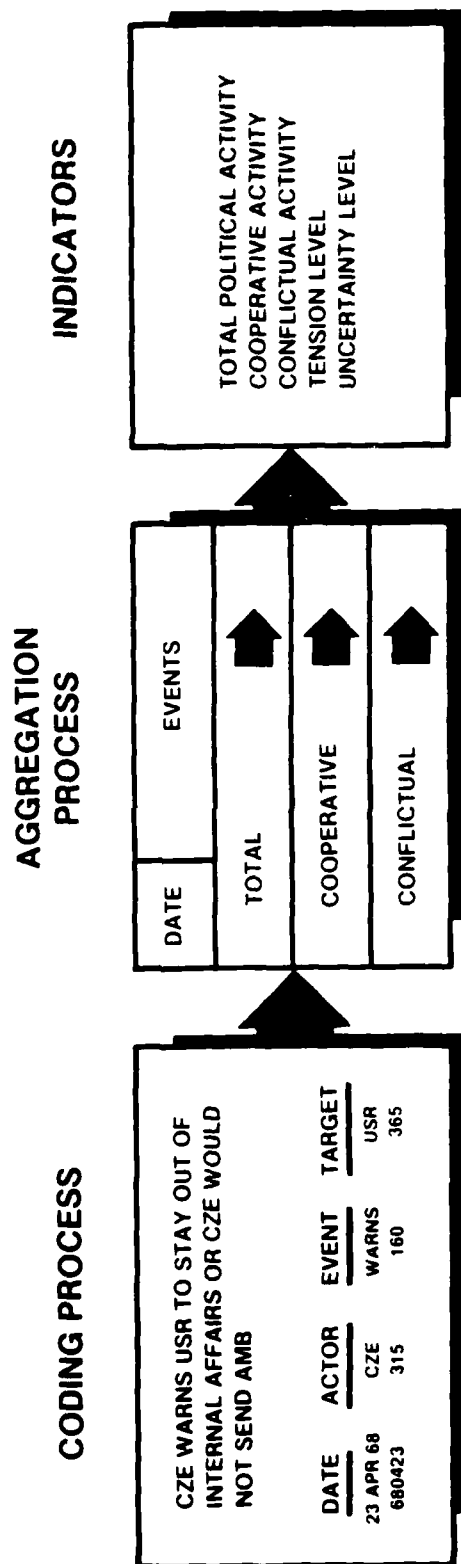 CODING PROCESS
CZE WARNS USR TO STAY OUT OF
INTERNAL AFFAIRS OR CZE WOULD
NOT SEND AMB
DATE ACTOR EVENT TARGET
23 APR 68 CZE WARNS USR
680423 315 160 365
AGGREGATION
PROCESS
DATE EVENTS
TOTAL
COOPERATIVE
CONFLICTUAL
INDICATORS
TOTAL POLITICAL ACTIVITY
COOPERATIVE ACTIVITY
CONFLICTUAL ACTIVITY
TENSION LEVEL
UNCERTAINTY LEVEL